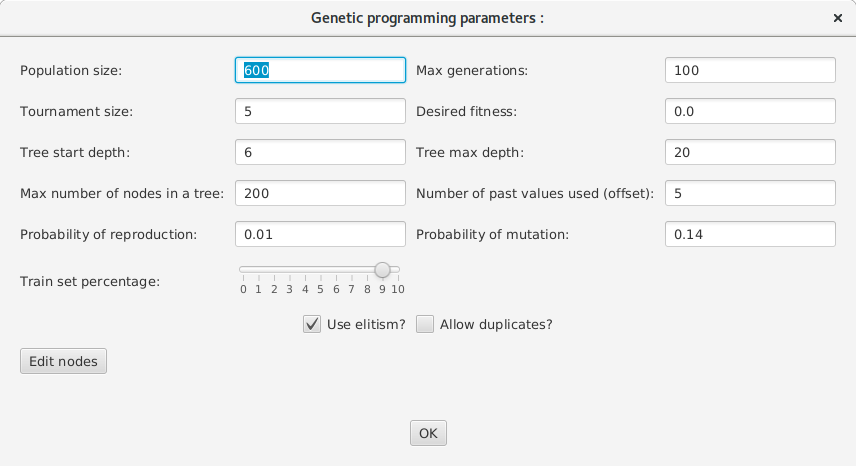 Genetic programming parameters :
Population size: 600 Max generations: 100
Tournament size: 5 Desired fitness: 0.0
Tree start depth: 6 Tree max depth: 20
Max number of nodes in a tree: 200 Number of past values used (offset): 5
Probability of reproduction: 0.01 Probability of mutation: 0.14
Train set percentage:
0 1 2 3 4 5 6 7 8 9 10
Use elitism? Allow duplicates?
Edit nodes
OK